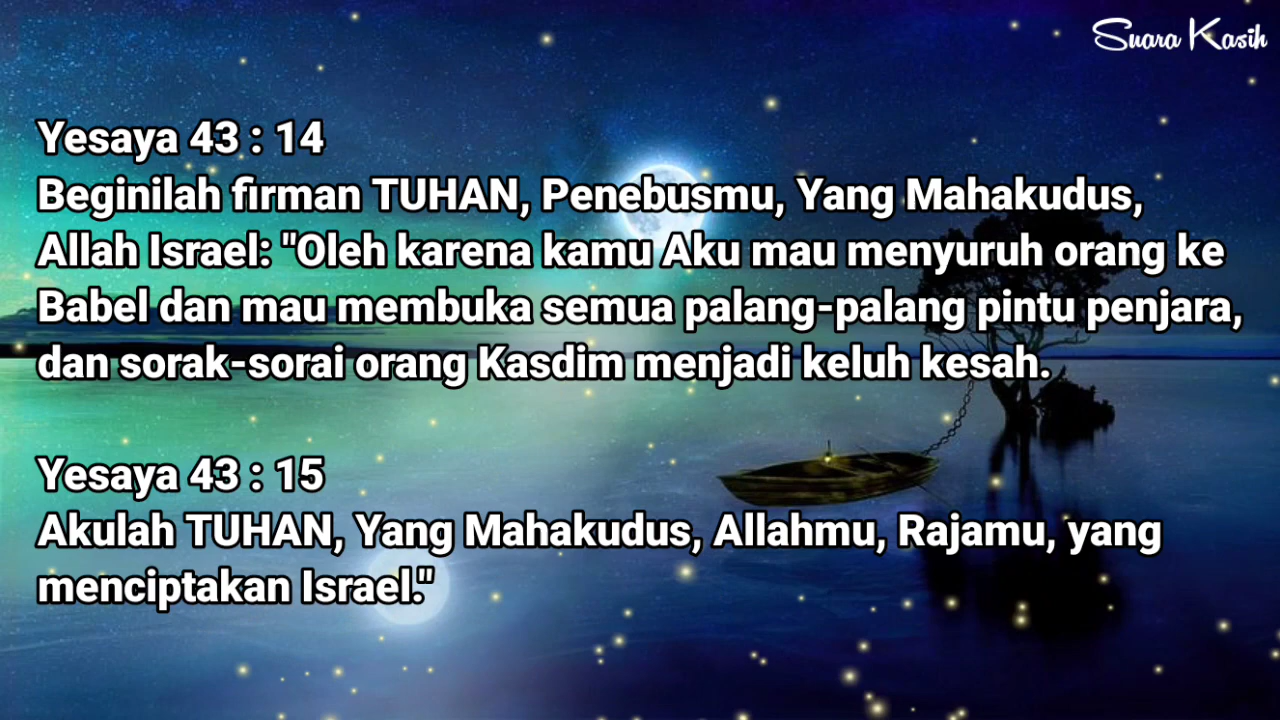 Suara Kasih
Yesaya 43 : 14
Beginilah firman TUHAN, Penebusmu, Yang Mahakudus,
Allah Israel: "Oleh karena kamu Aku mau menyuruh orang ke
Babel dan mau membuka semua palang-palang pintu penjara,
dan sorak-sorai orang Kasdim menjadi keluh kesah.
Yesaya 43 : 15
Akulah TUHAN, Yang Mahakudus, Allahmu, Rajamu, yang
menciptakan Israel."